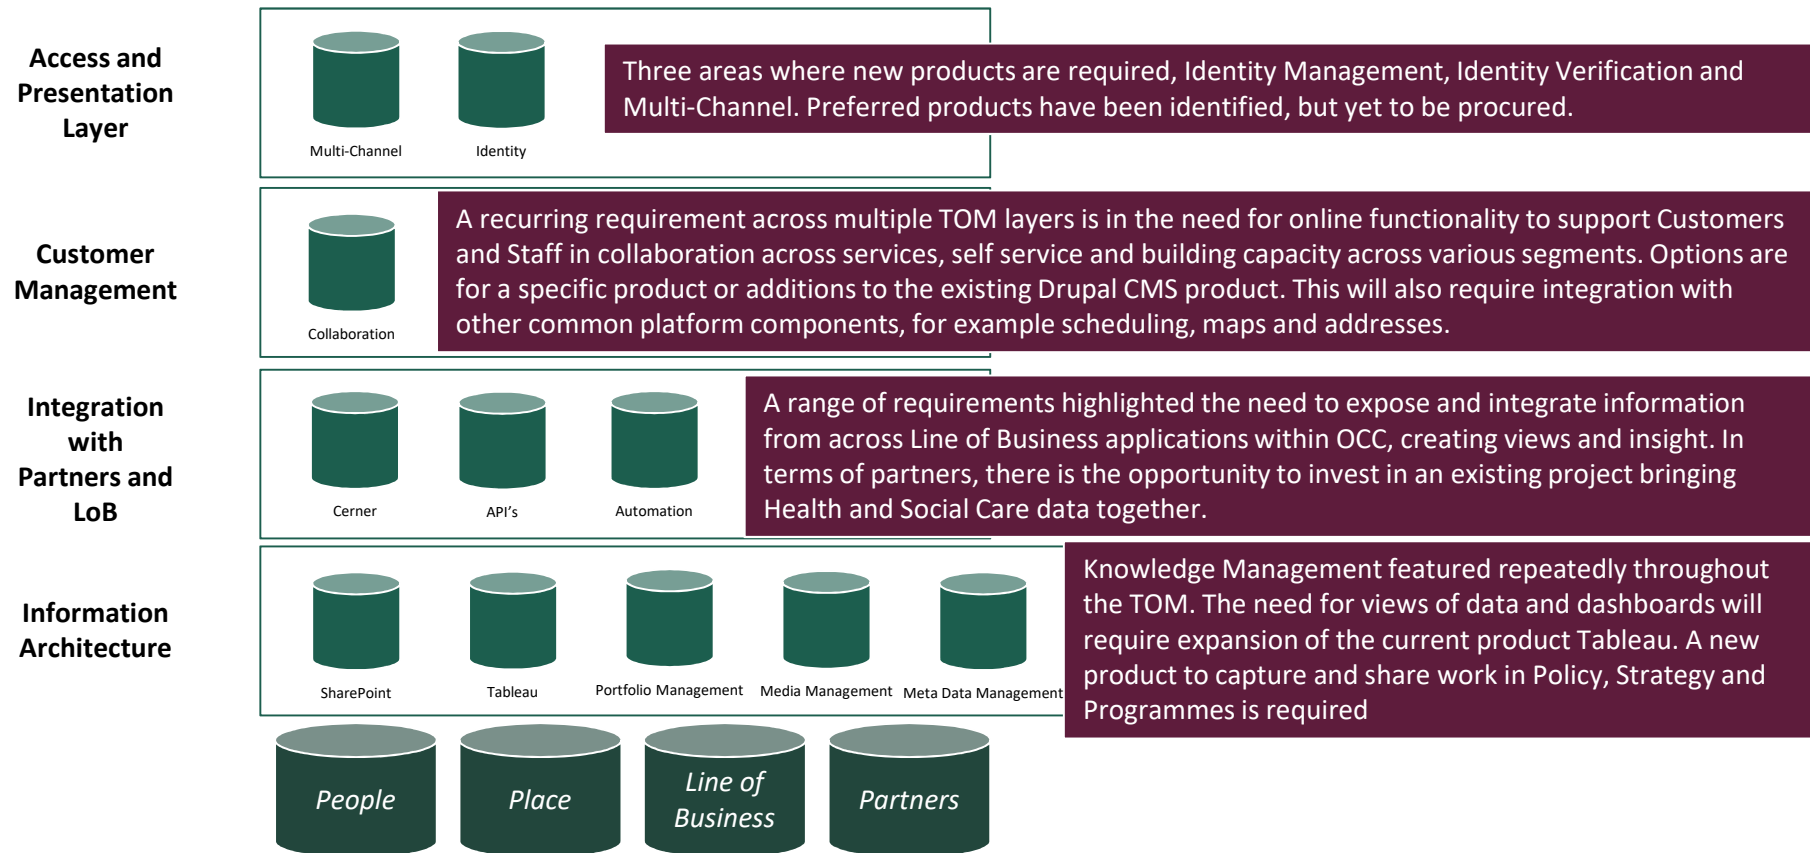 Access and
Presentation
Layer
Multi-Channel
Identity
Three areas where new products are required, Identity Management, Identity Verification and
Multi-Channel. Preferred products have been identified, but yet to be procured.
Customer
Management
Collaboration
A recurring requirement across multiple TOM layers is in the need for online functionality to support Customers
and Staff in collaboration across services, self service and building capacity across various segments. Options are
for a specific product or additions to the existing Drupal CMS product. This will also require integration with
other common platform components, for example scheduling, maps and addresses.
Integration
with
Partners and
LoB
Cerner
API's
Automation
A range of requirements highlighted the need to expose and integrate information
from across Line of Business applications within OCC, creating views and insight. In
terms of partners, there is the opportunity to invest in an existing project bringing
Health and Social Care data together.
Information
Architecture
SharePoint
Tableau
Portfolio Management
Media Management
Meta Data Management
Knowledge Management featured repeatedly throughout
the TOM. The need for views of data and dashboards will
require expansion of the current product Tableau. A new
product to capture and share work in Policy, Strategy and
Programmes is required
People
Place
Line of
Business
Partners